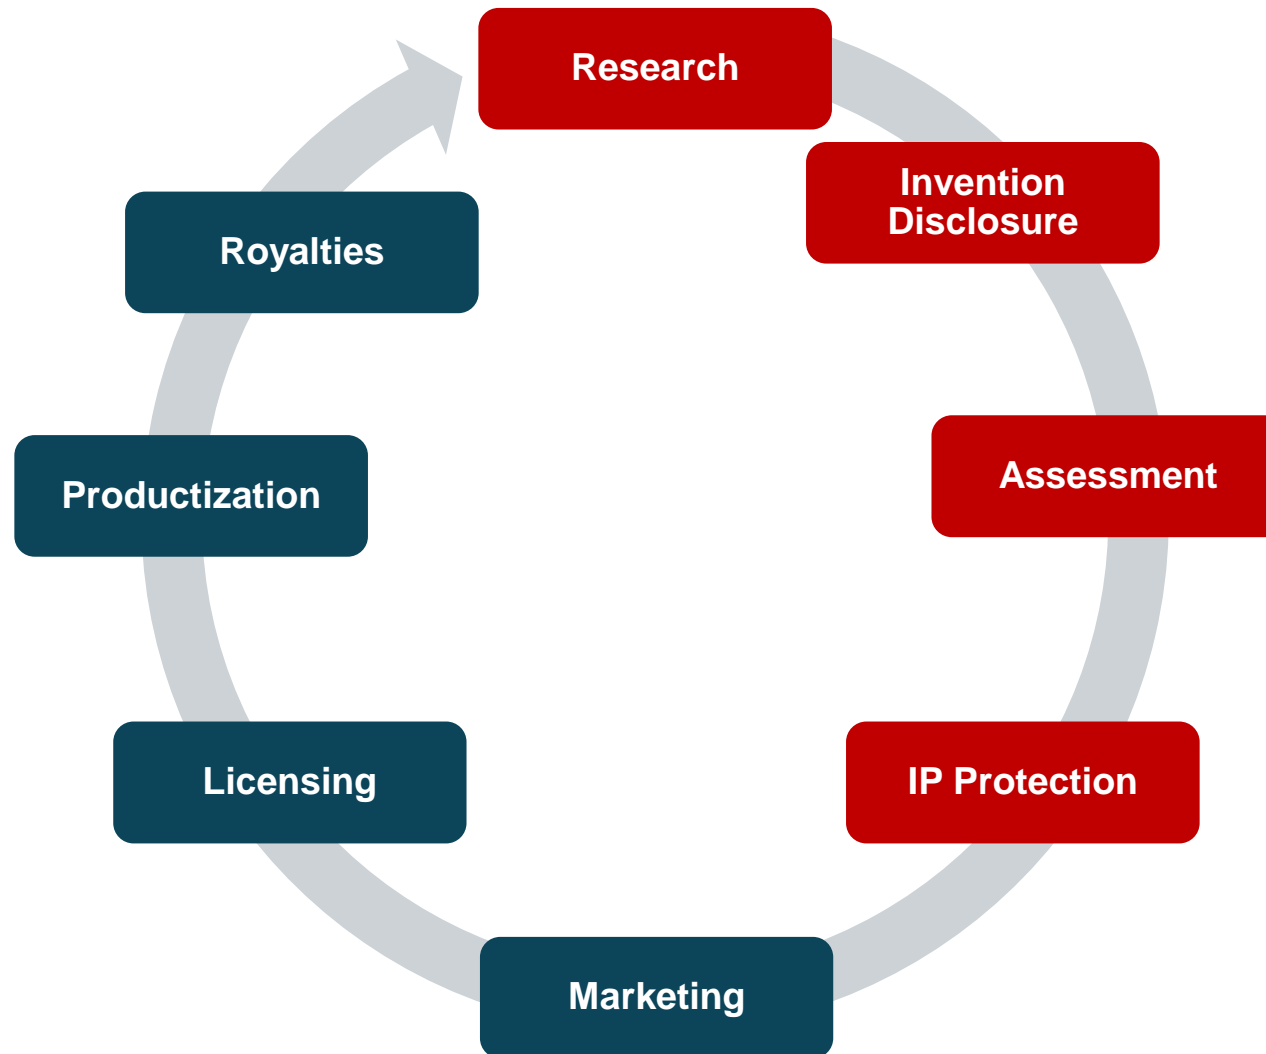 Research
Invention
Disclosure
Assessment
IP Protection
Marketing
Licensing
Productization
Royalties